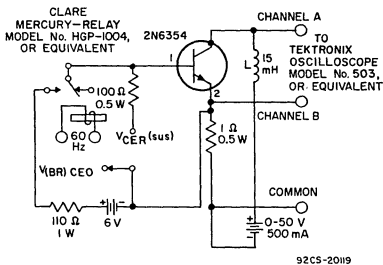 CLARE
MERCURY-RELAY
MODEL No. HGP-1004,
OR EQUIVALENT
2N6354
CHANNEL A
TO
TEKTRONIX
OSCILLOSCOPE
MODEL No. 503,
OR EQUIVALENT
1
L
15
mH
100 Ω
0.5 W
2
CHANNEL B
60
Hz
VCER (sus)
1 Ω
0.5 W
V(BR) CEO
COMMON
110 Ω
1 W
+ -
6 V
+
-
0-50 V
500 mA
92CS-20119